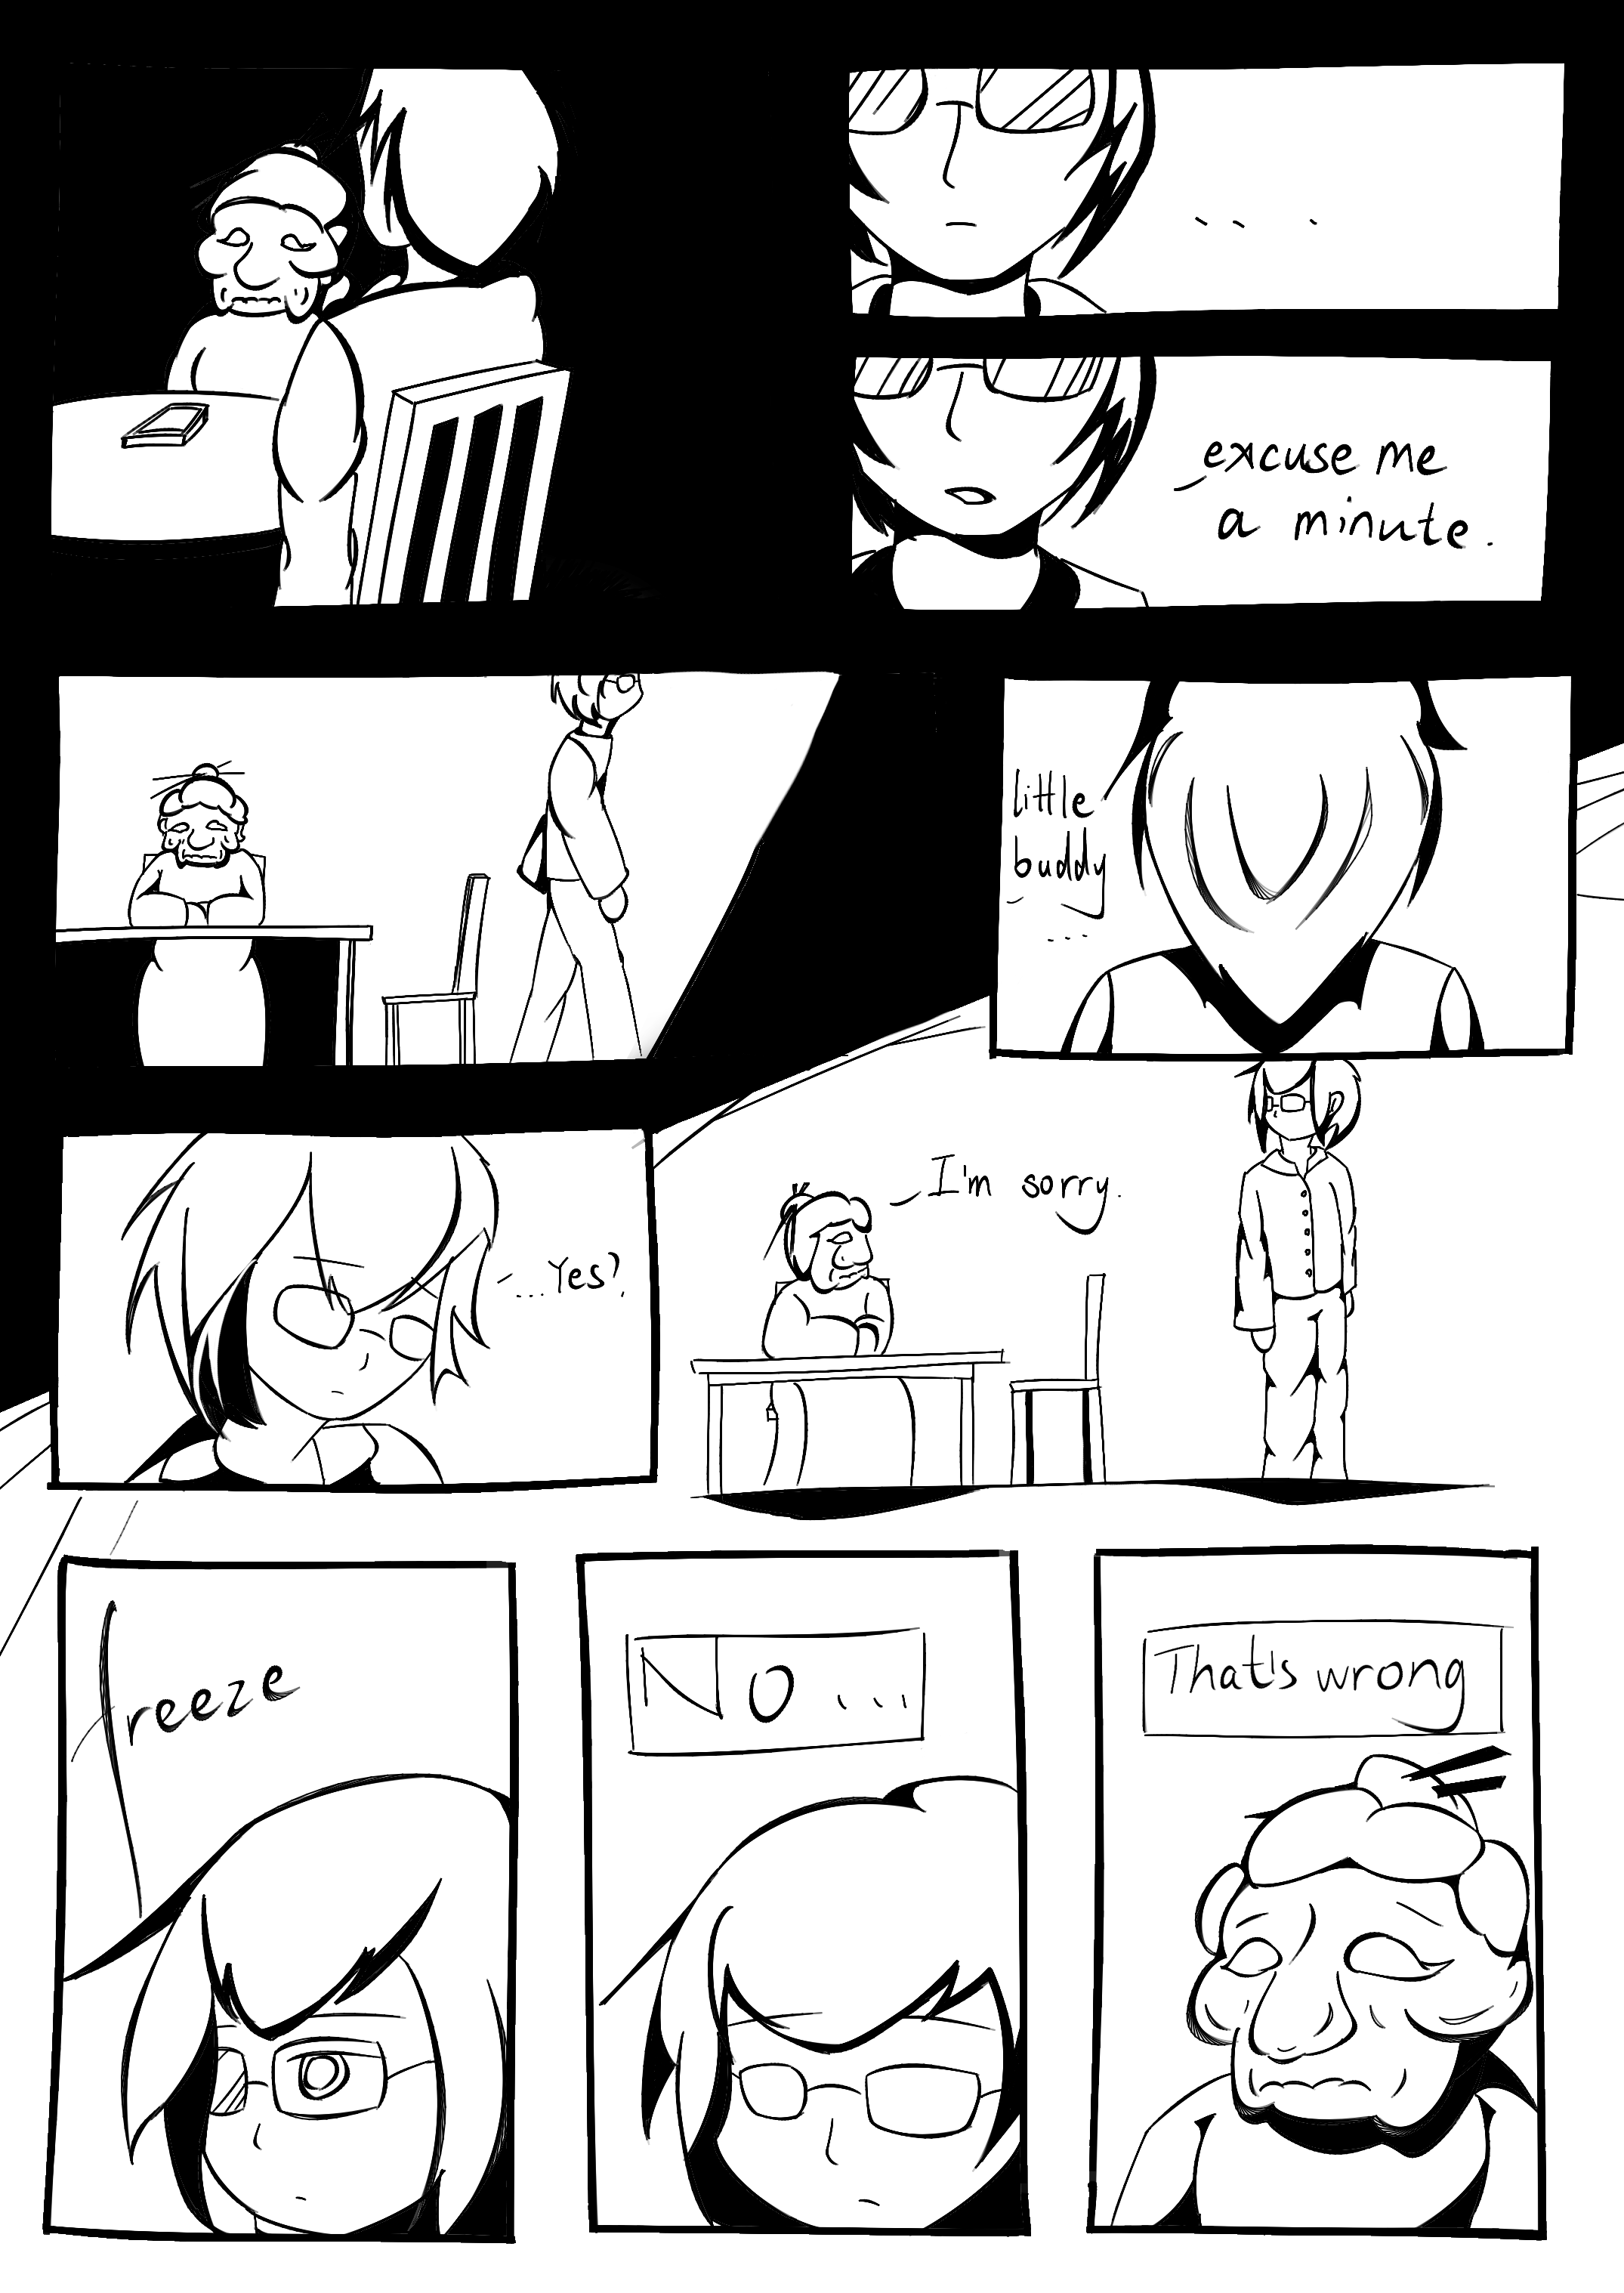 ...
excuse me
a minute.
little
buddy
...
...Yes?
I'm sorry.
freeze
No...
That's wrong